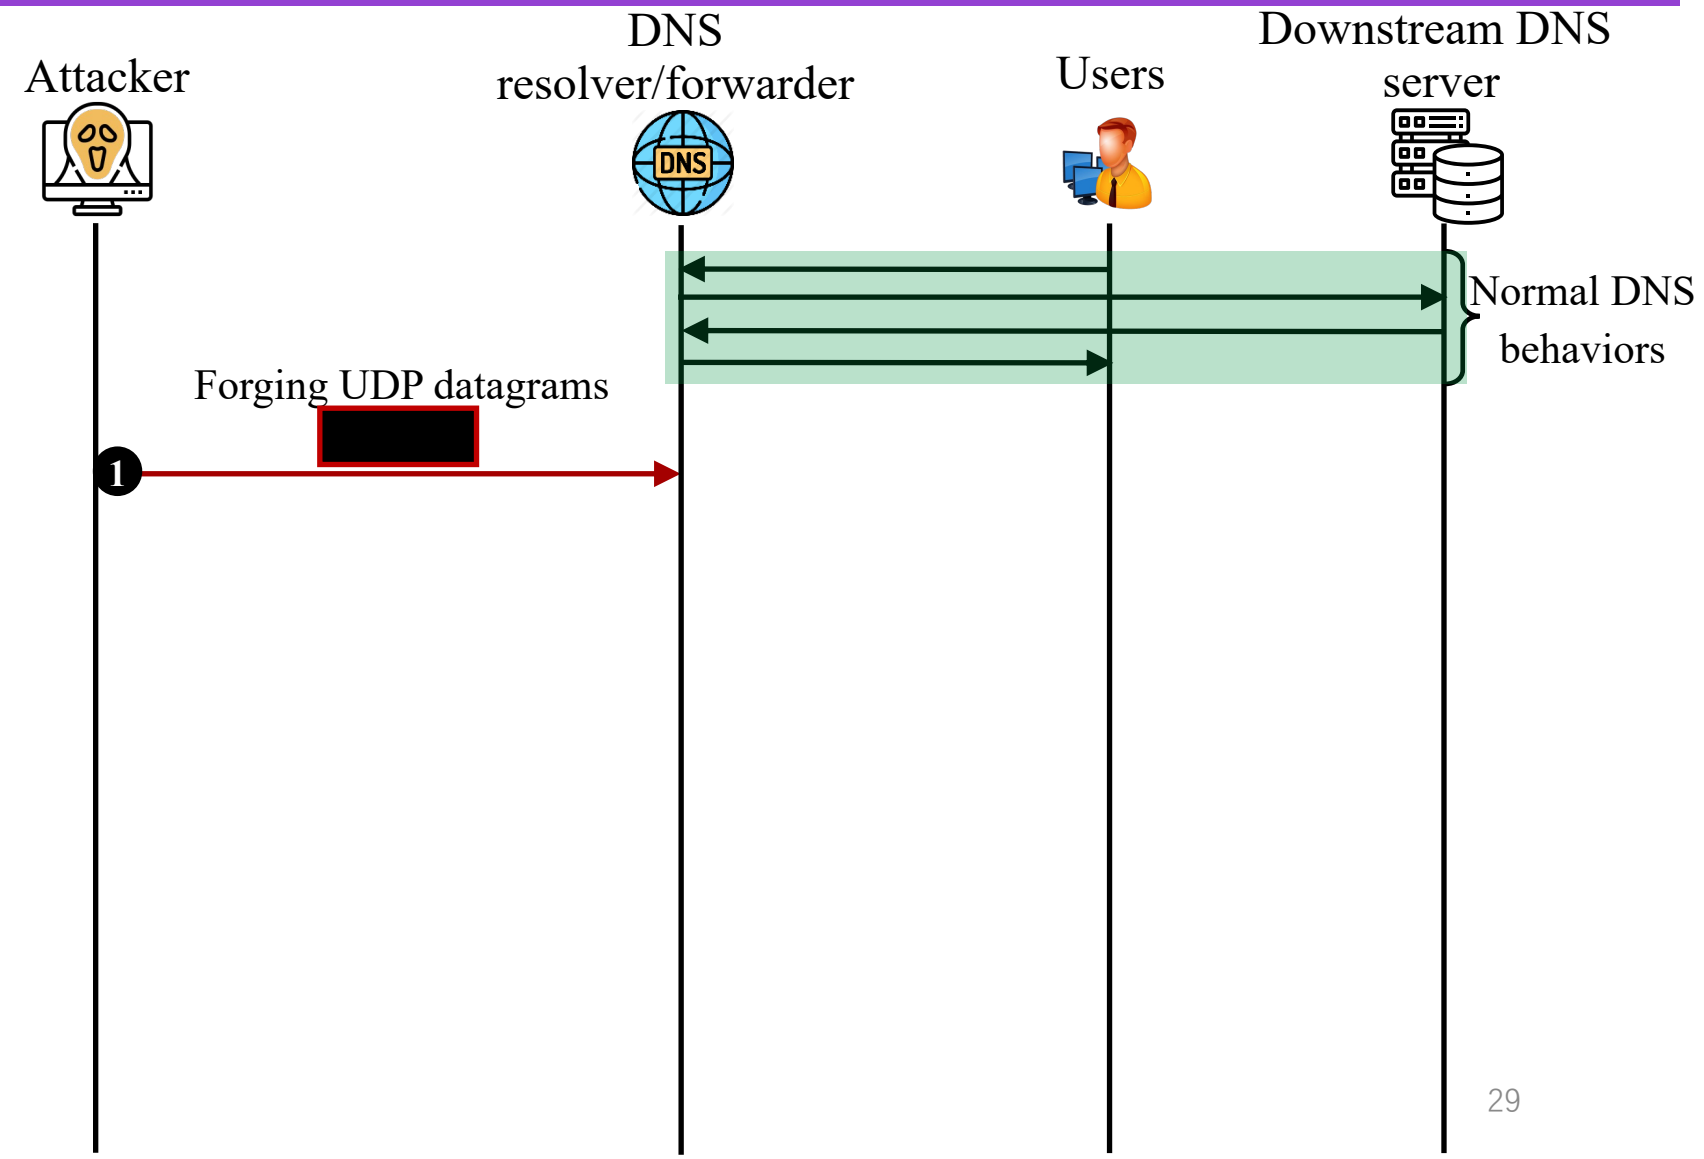 Attacker
DNS
resolver/forwarder
Users
Downstream DNS
server
DNS
Normal DNS
behaviors
Forging UDP datagrams
1
29